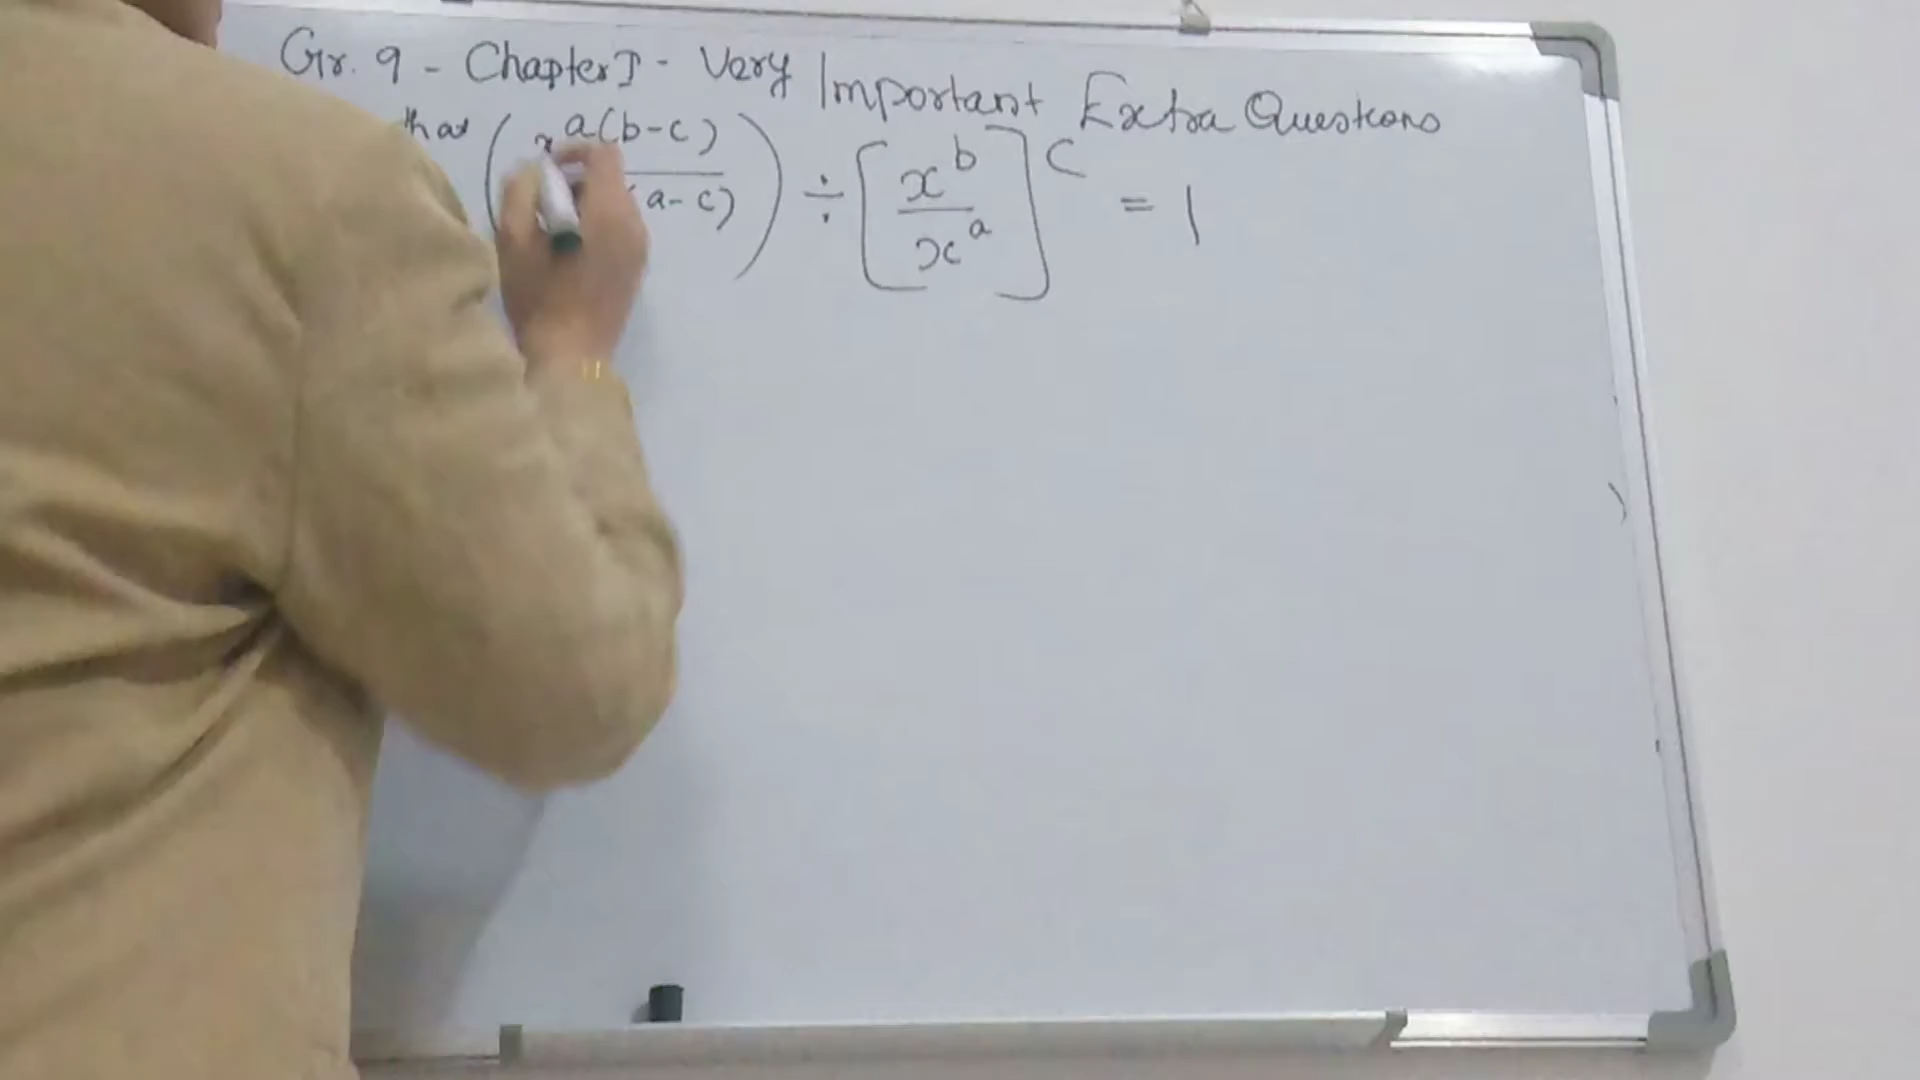 Gr. 9 - Chapter I - Very Important Extra Questions
that ( x^a(b-c) / (a-c) ) ÷ [ x^b / x^a ]^c = 1